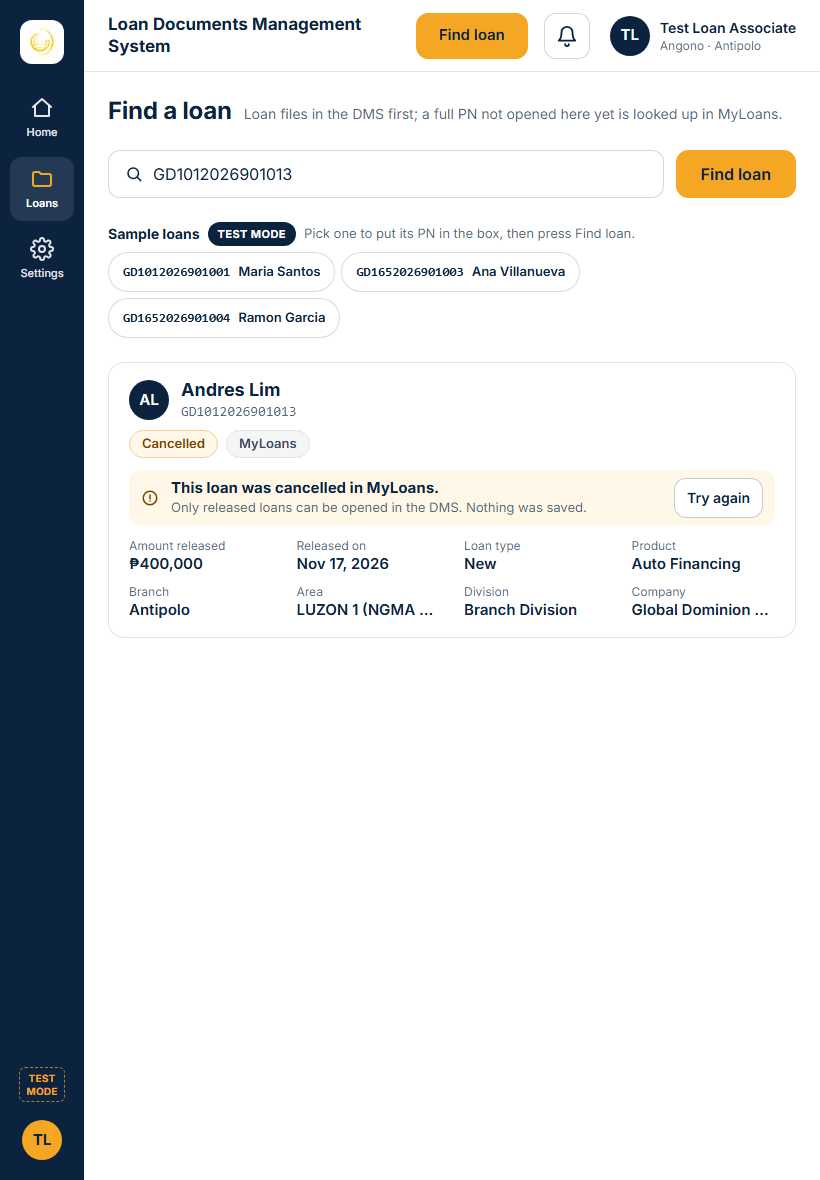 Loan Documents Management
System
Find loan
TL
Test Loan Associate
Angono · Antipolo
Home
Loans
Settings
TEST
MODE
TL
Find a loan
Loan files in the DMS first; a full PN not opened here yet is looked up in MyLoans.
GD1012026901013
Find loan
Sample loans
TEST MODE
Pick one to put its PN in the box, then press Find loan.
GD1012026901001 Maria Santos
GD1652026901003 Ana Villanueva
GD1652026901004 Ramon Garcia
AL
Andres Lim
GD1012026901013
Cancelled
MyLoans
This loan was cancelled in MyLoans.
Only released loans can be opened in the DMS. Nothing was saved.
Try again
Amount released
₱400,000
Released on
Nov 17, 2026
Loan type
New
Product
Auto Financing
Branch
Antipolo
Area
LUZON 1 (NGMA ...
Division
Branch Division
Company
Global Dominion ...